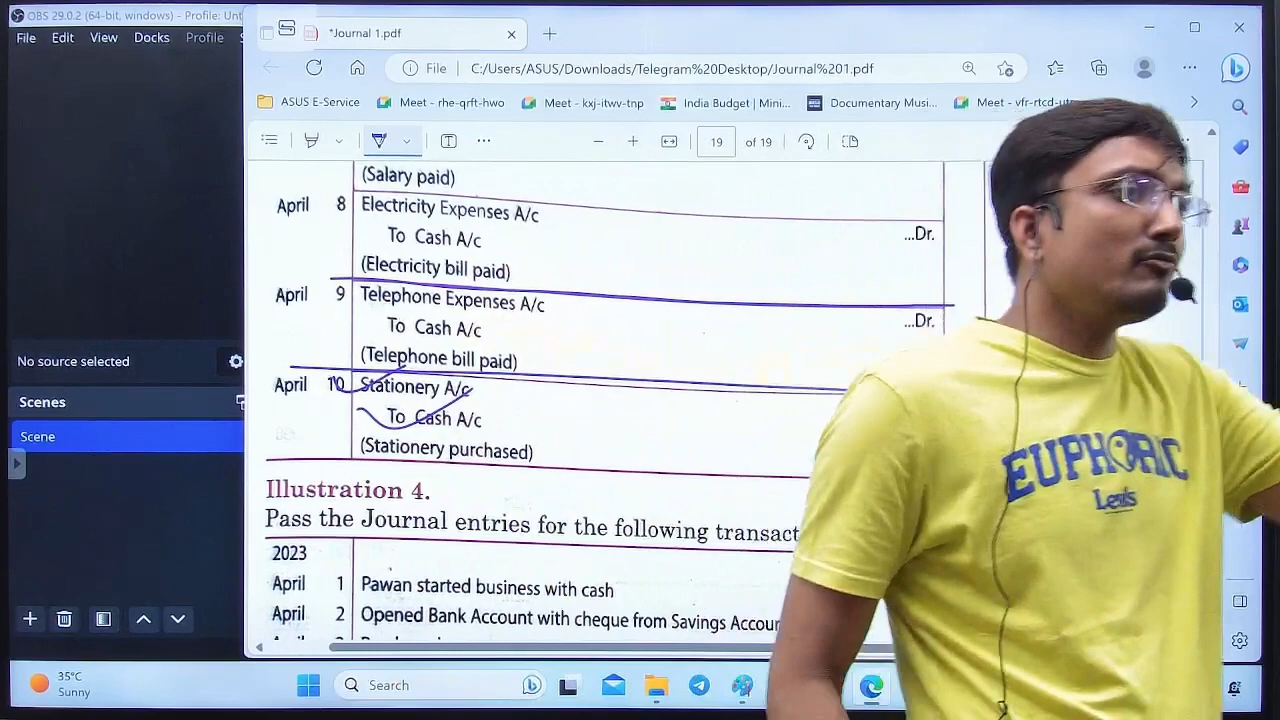 OBS 29.0.2 (64-bit, windows) - Profile: Unt
File Edit View Docks Profile
*Journal 1.pdf
File C:/Users/ASUS/Downloads/Telegram%20Desktop/Journal%201.pdf
ASUS E-Service Meet - rhe-qrft-hwo Meet - kxj-itwv-tnp India Budget | Mini... Documentary Musi... Meet - vfr-rtcd-
19 of 19
(Salary paid)
April 8 Electricity Expenses A/c ...Dr.
To Cash A/c
(Electricity bill paid)
April 9 Telephone Expenses A/c ...Dr.
To Cash A/c
(Telephone bill paid)
April 10 Stationery A/c
To Cash A/c
(Stationery purchased)
Illustration 4.
Pass the Journal entries for the following transact
2023
April 1 Pawan started business with cash
April 2 Opened Bank Account with cheque from Savings Accou
No source selected
Scenes
Scene
EUPHORIC
Levis
35°C
Sunny
Search